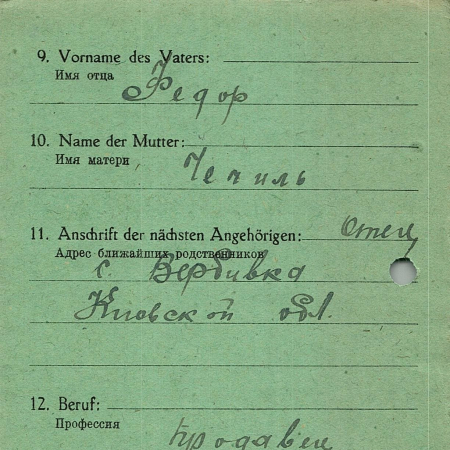 9. Vorname des Vaters:
Имя отца
Федор
10. Name der Mutter:
Имя матери
Чечиль
11. Anschrift der nächsten Angehörigen: Отец
Адрес ближайших родственников
с. Вербивка
Киевской обл.
12. Beruf:
Профессия
продавец